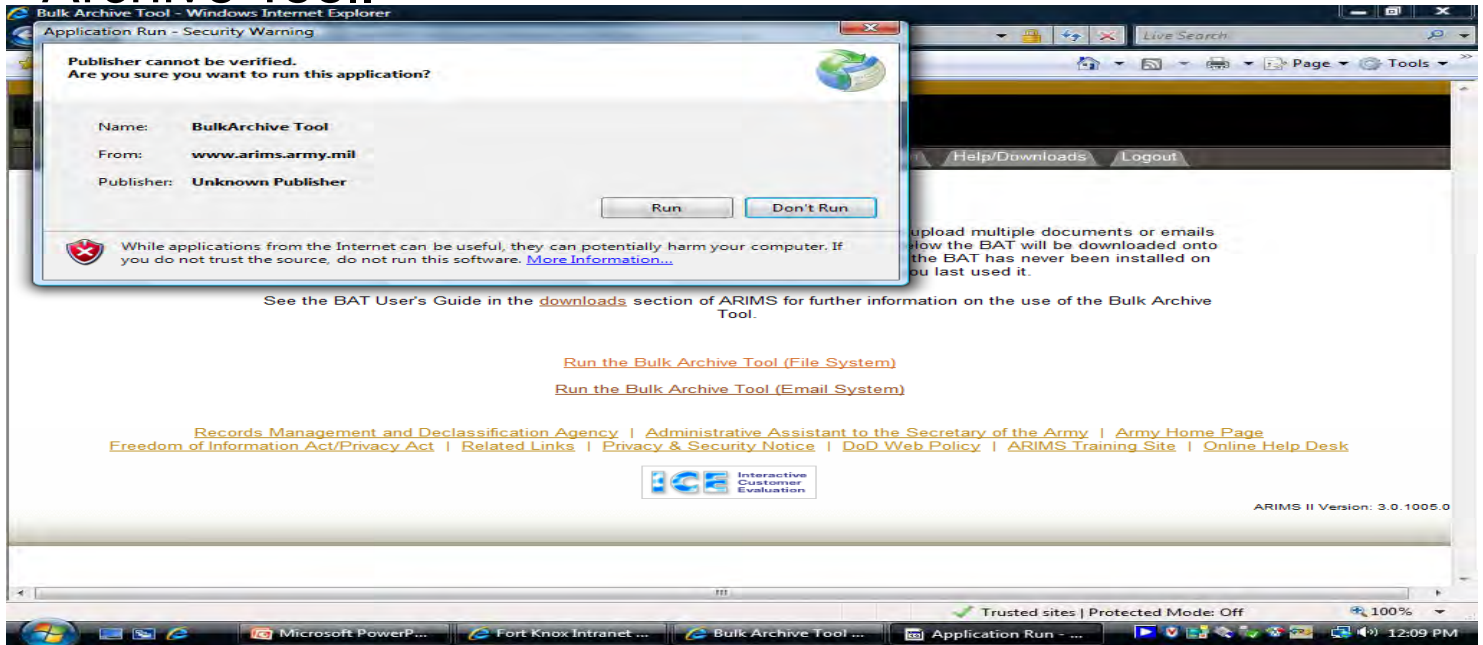 Bulk Archive Tool - Windows Internet Explorer
Application Run - Security Warning
Live Search
Publisher cannot be verified.
Are you sure you want to run this application?
Page
Tools
Name: BulkArchive Tool
From: www.arims.army.mil
Publisher: Unknown Publisher
Help/Downloads
Logout
Run
Don't Run
While applications from the Internet can be useful, they can potentially harm your computer. If
you do not trust the source, do not run this software. More Information...
upload multiple documents or emails
low the BAT will be downloaded onto
the BAT has never been installed on
ou last used it.
See the BAT User's Guide in the downloads section of ARIMS for further information on the use of the Bulk Archive
Tool.
Run the Bulk Archive Tool (File System)
Run the Bulk Archive Tool (Email System)
Records Management and Declassification Agency | Administrative Assistant to the Secretary of the Army | Army Home Page
Freedom of Information Act/Privacy Act | Related Links | Privacy & Security Notice | DoD Web Policy | ARIMS Training Site | Online Help Desk
ICE Interactive
Customer
Evaluation
ARIMS II Version: 3.0.1005.0
Trusted sites | Protected Mode: Off
100%
Microsoft PowerP...
Fort Knox Intranet ...
Bulk Archive Tool ...
Application Run - ...
12:09 PM